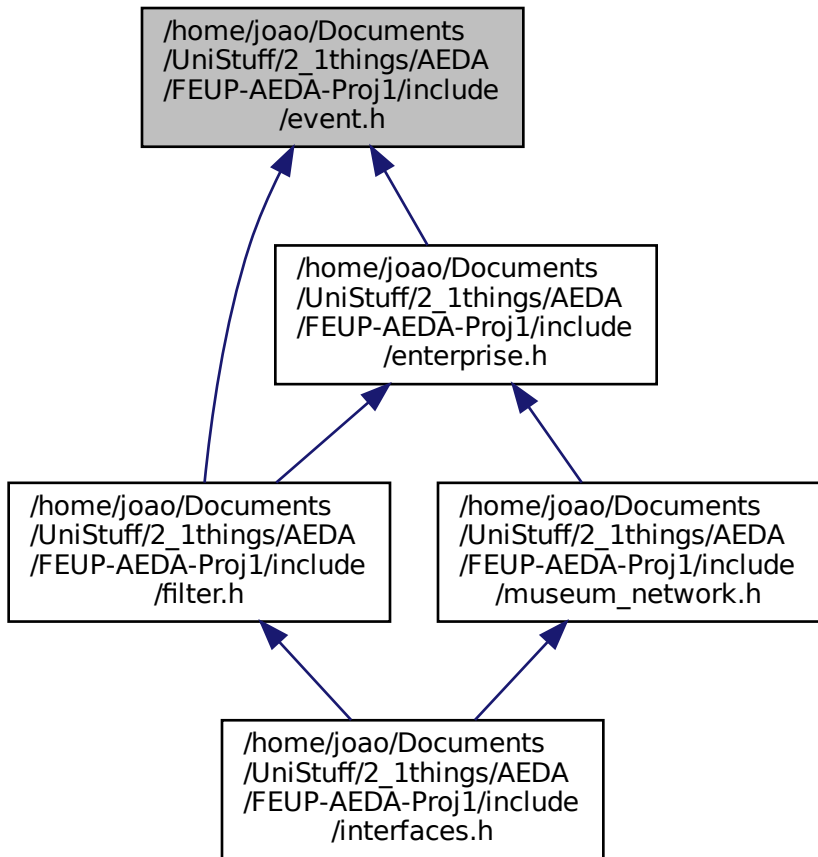 /home/joao/Documents
/UniStuff/2_1things/AEDA
/FEUP-AEDA-Proj1/include
/event.h
/home/joao/Documents
/UniStuff/2_1things/AEDA
/FEUP-AEDA-Proj1/include
/enterprise.h
/home/joao/Documents
/UniStuff/2_1things/AEDA
/FEUP-AEDA-Proj1/include
/filter.h
/home/joao/Documents
/UniStuff/2_1things/AEDA
/FEUP-AEDA-Proj1/include
/museum_network.h
/home/joao/Documents
/UniStuff/2_1things/AEDA
/FEUP-AEDA-Proj1/include
/interfaces.h